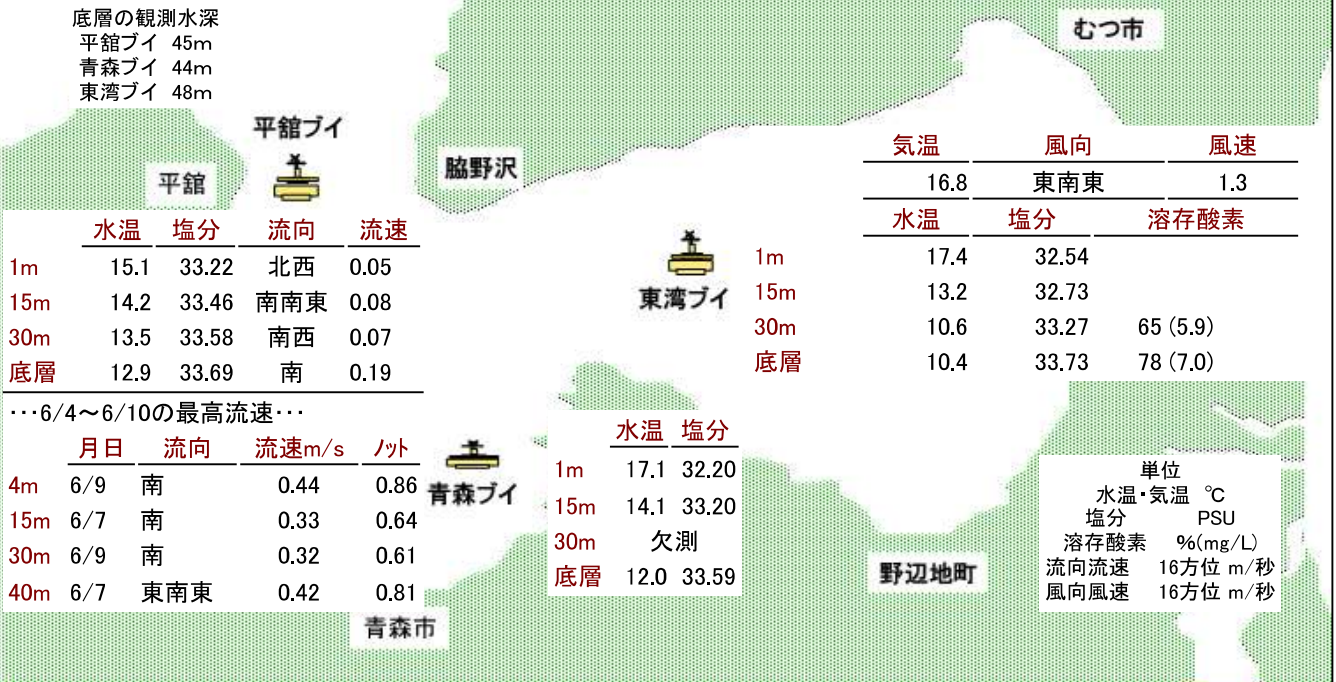 底層の観測水深
平舘ブイ 45m
青森ブイ 44m
東湾ブイ 48m
むつ市
平舘ブイ
脇野沢
平舘
気温 風向 風速
16.8 東南東 1.3
水温 塩分 溶存酸素
1m 17.4 32.54
15m 13.2 32.73
30m 10.6 33.27 65 (5.9)
底層 10.4 33.73 78 (7.0)
東湾ブイ
水温 塩分 流向 流速
1m 15.1 33.22 北西 0.05
15m 14.2 33.46 南南東 0.08
30m 13.5 33.58 南西 0.07
底層 12.9 33.69 南 0.19
…6/4～6/10の最高流速…
月日 流向 流速m/s ノット
4m 6/9 南 0.44 0.86
15m 6/7 南 0.33 0.64
30m 6/9 南 0.32 0.61
40m 6/7 東南東 0.42 0.81
青森ブイ
水温 塩分
1m 17.1 32.20
15m 14.1 33.20
30m 欠測
底層 12.0 33.59
野辺地町
青森市
単位
水温・気温 ℃
塩分 PSU
溶存酸素 %(mg/L)
流向流速 16方位 m/秒
風向風速 16方位 m/秒